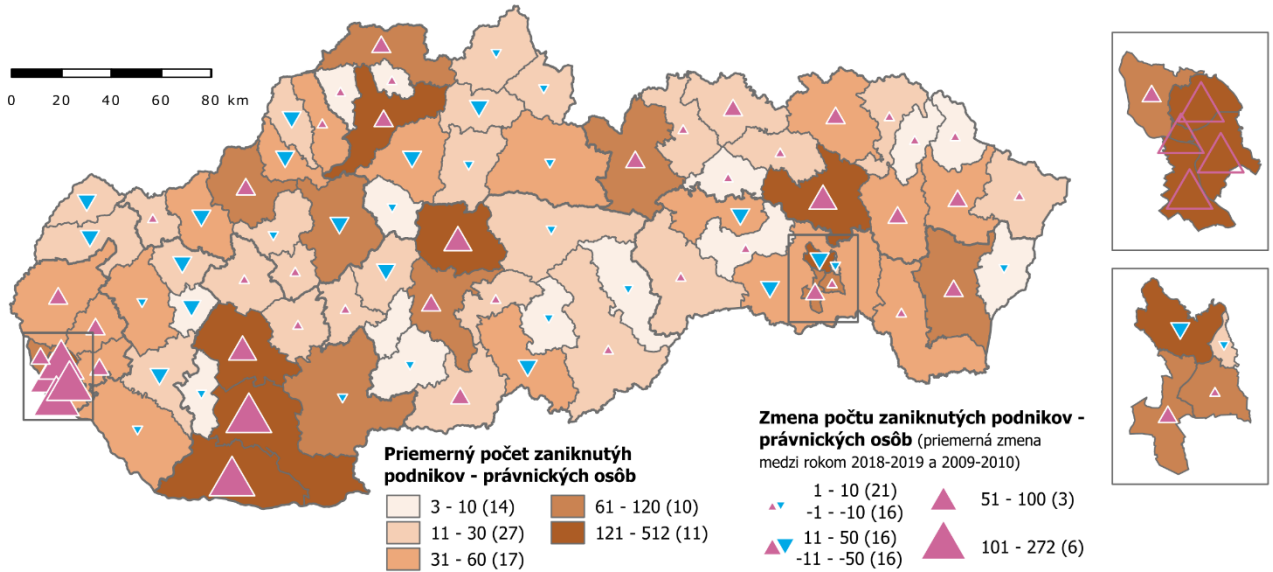 0 20 40 60 80 km
Priemerný počet zaniknutýh
podnikov - právnických osôb
3 - 10 (14)
11 - 30 (27)
31 - 60 (17)
61 - 120 (10)
121 - 512 (11)
Zmena počtu zaniknutých podnikov -
právnických osôb (priemerná zmena
medzi rokom 2018-2019 a 2009-2010)
1 - 10 (21)
-1 - -10 (16)
11 - 50 (16)
-11 - -50 (16)
51 - 100 (3)
101 - 272 (6)